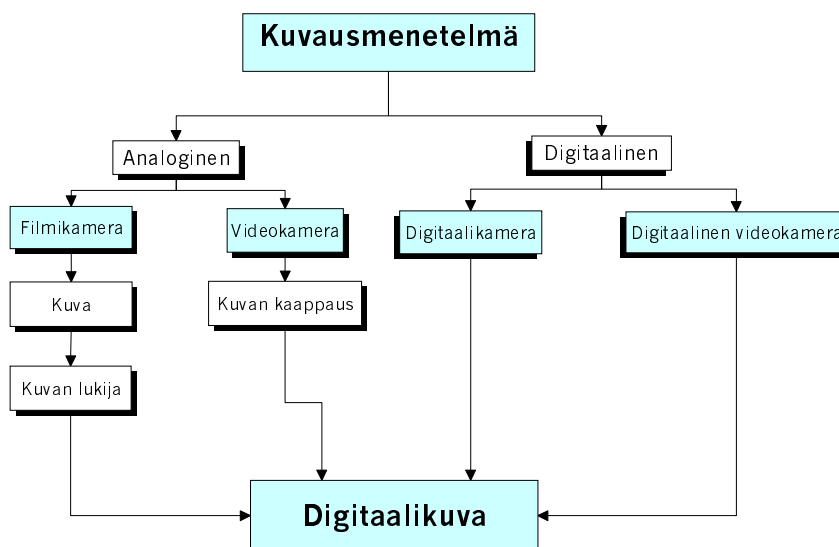 Kuvausmenetelmä
Analoginen
Digitaalinen
Filmikamera
Videokamera
Digitaalikamera
Digitaalinen videokamera
Kuva
Kuvan kaappaus
Kuvan lukija
Digitaalikuva